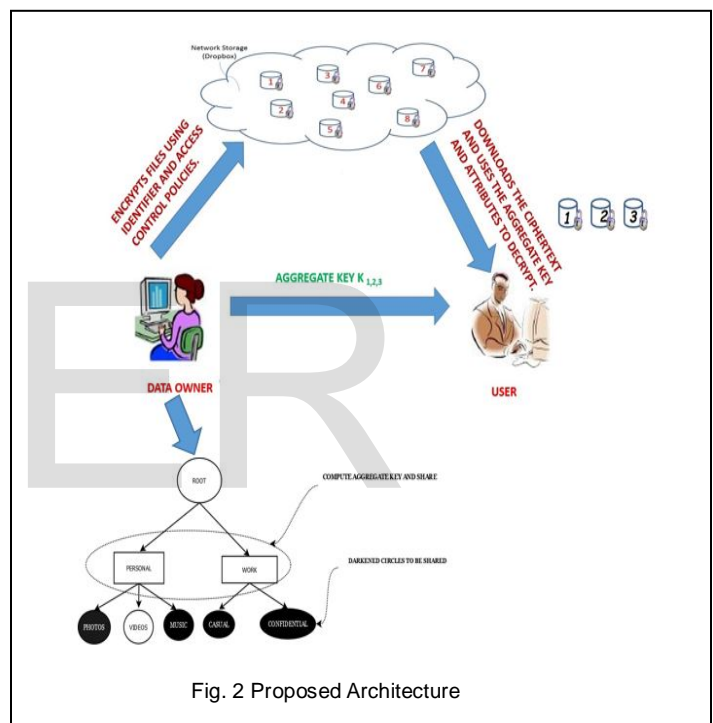 Network Storage
(Dropbox)
1
3
7
6
2
4
8
5
ENCRYPTS FILES USING
IDENTIFIER AND ACCESS
CONTROL POLICIES.
DOWNLOADS THE CIPHERTEXT
AND USES THE AGGREGATE KEY
AND ATTRIBUTES TO DECRYPT.
1 2 3
AGGREGATE KEY K 1,2,3
DATA OWNER
USER
ER
ROOT
COMPUTE AGGREGATE KEY AND SHARE
PERSONAL
WORK
DARKENED CIRCLES TO BE SHARED
PHOTOS
VIDEOS
MUSIC
CASUAL
CONFIDENTIAL
Fig. 2 Proposed Architecture